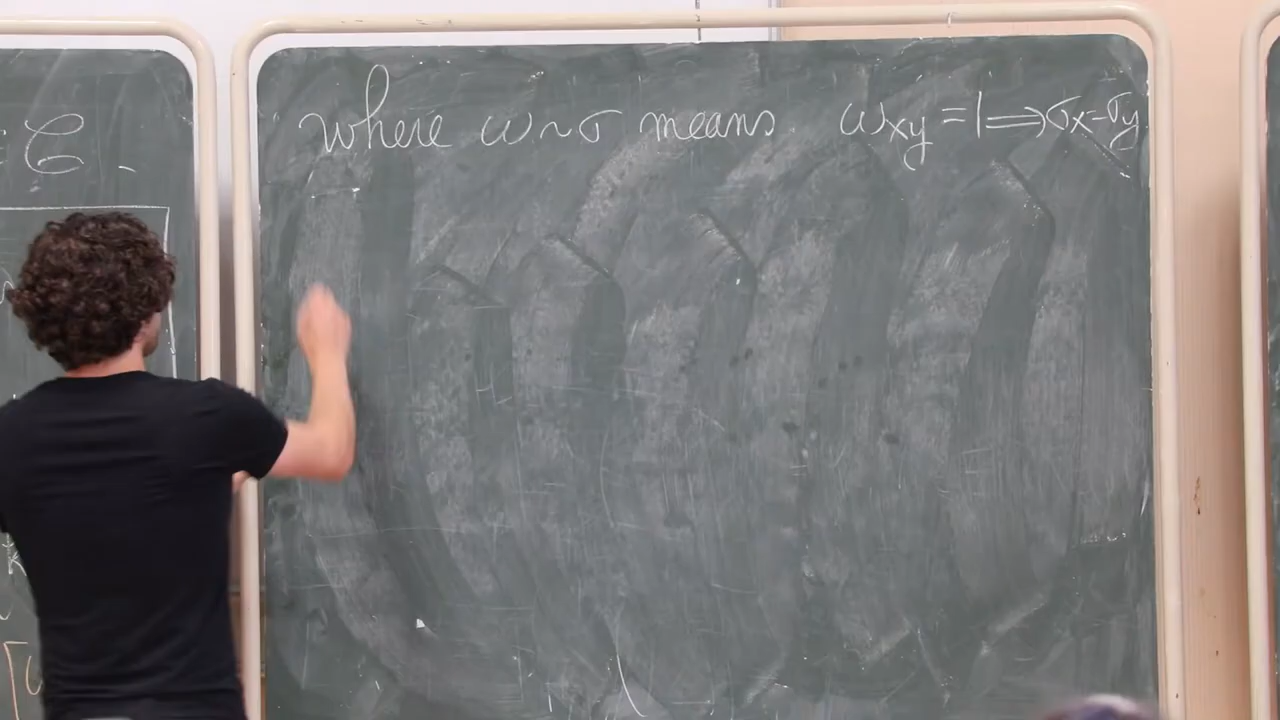 : C.
where ω ~ σ means ω_xy = 1 ⟹ σ_x = σ_y